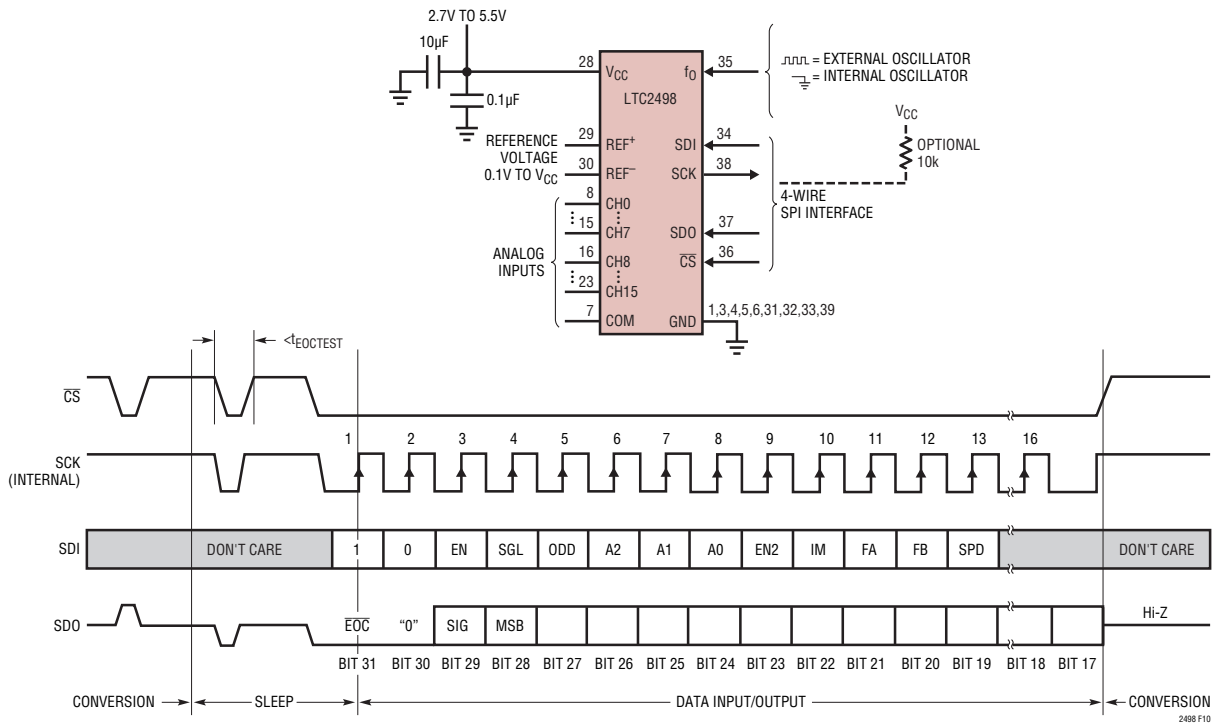 2.7V TO 5.5V
10µF
0.1µF
28
VCC
fO
35
= EXTERNAL OSCILLATOR
= INTERNAL OSCILLATOR
LTC2498
REFERENCE
VOLTAGE
0.1V TO VCC
29
REF+
30
REF–
SDI
34
SCK
38
VCC
OPTIONAL
10k
4-WIRE
SPI INTERFACE
ANALOG
INPUTS
8
CH0
15
CH7
16
CH8
23
CH15
7
COM
SDO
37
CS
36
GND
1,3,4,5,6,31,32,33,39
<tEOCTEST
CS
1 2 3 4 5 6 7 8 9 10 11 12 13 16
SCK
(INTERNAL)
SDI
DON'T CARE 1 0 EN SGL ODD A2 A1 A0 EN2 IM FA FB SPD DON'T CARE
SDO
EOC "0" SIG MSB Hi-Z
BIT 31 BIT 30 BIT 29 BIT 28 BIT 27 BIT 26 BIT 25 BIT 24 BIT 23 BIT 22 BIT 21 BIT 20 BIT 19 BIT 18 BIT 17
CONVERSION SLEEP DATA INPUT/OUTPUT CONVERSION
2498 F10